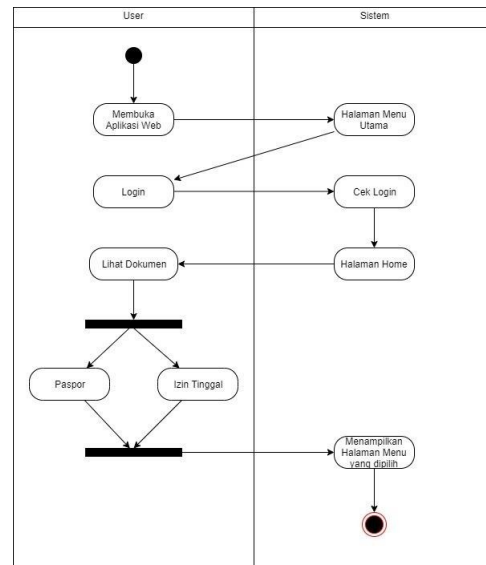 User
Sistem
Membuka
Aplikasi Web
Halaman Menu
Utama
Login
Cek Login
Lihat Dokumen
Halaman Home
Paspor
Izin Tinggal
Menampilkan
Halaman Menu
yang dipilih